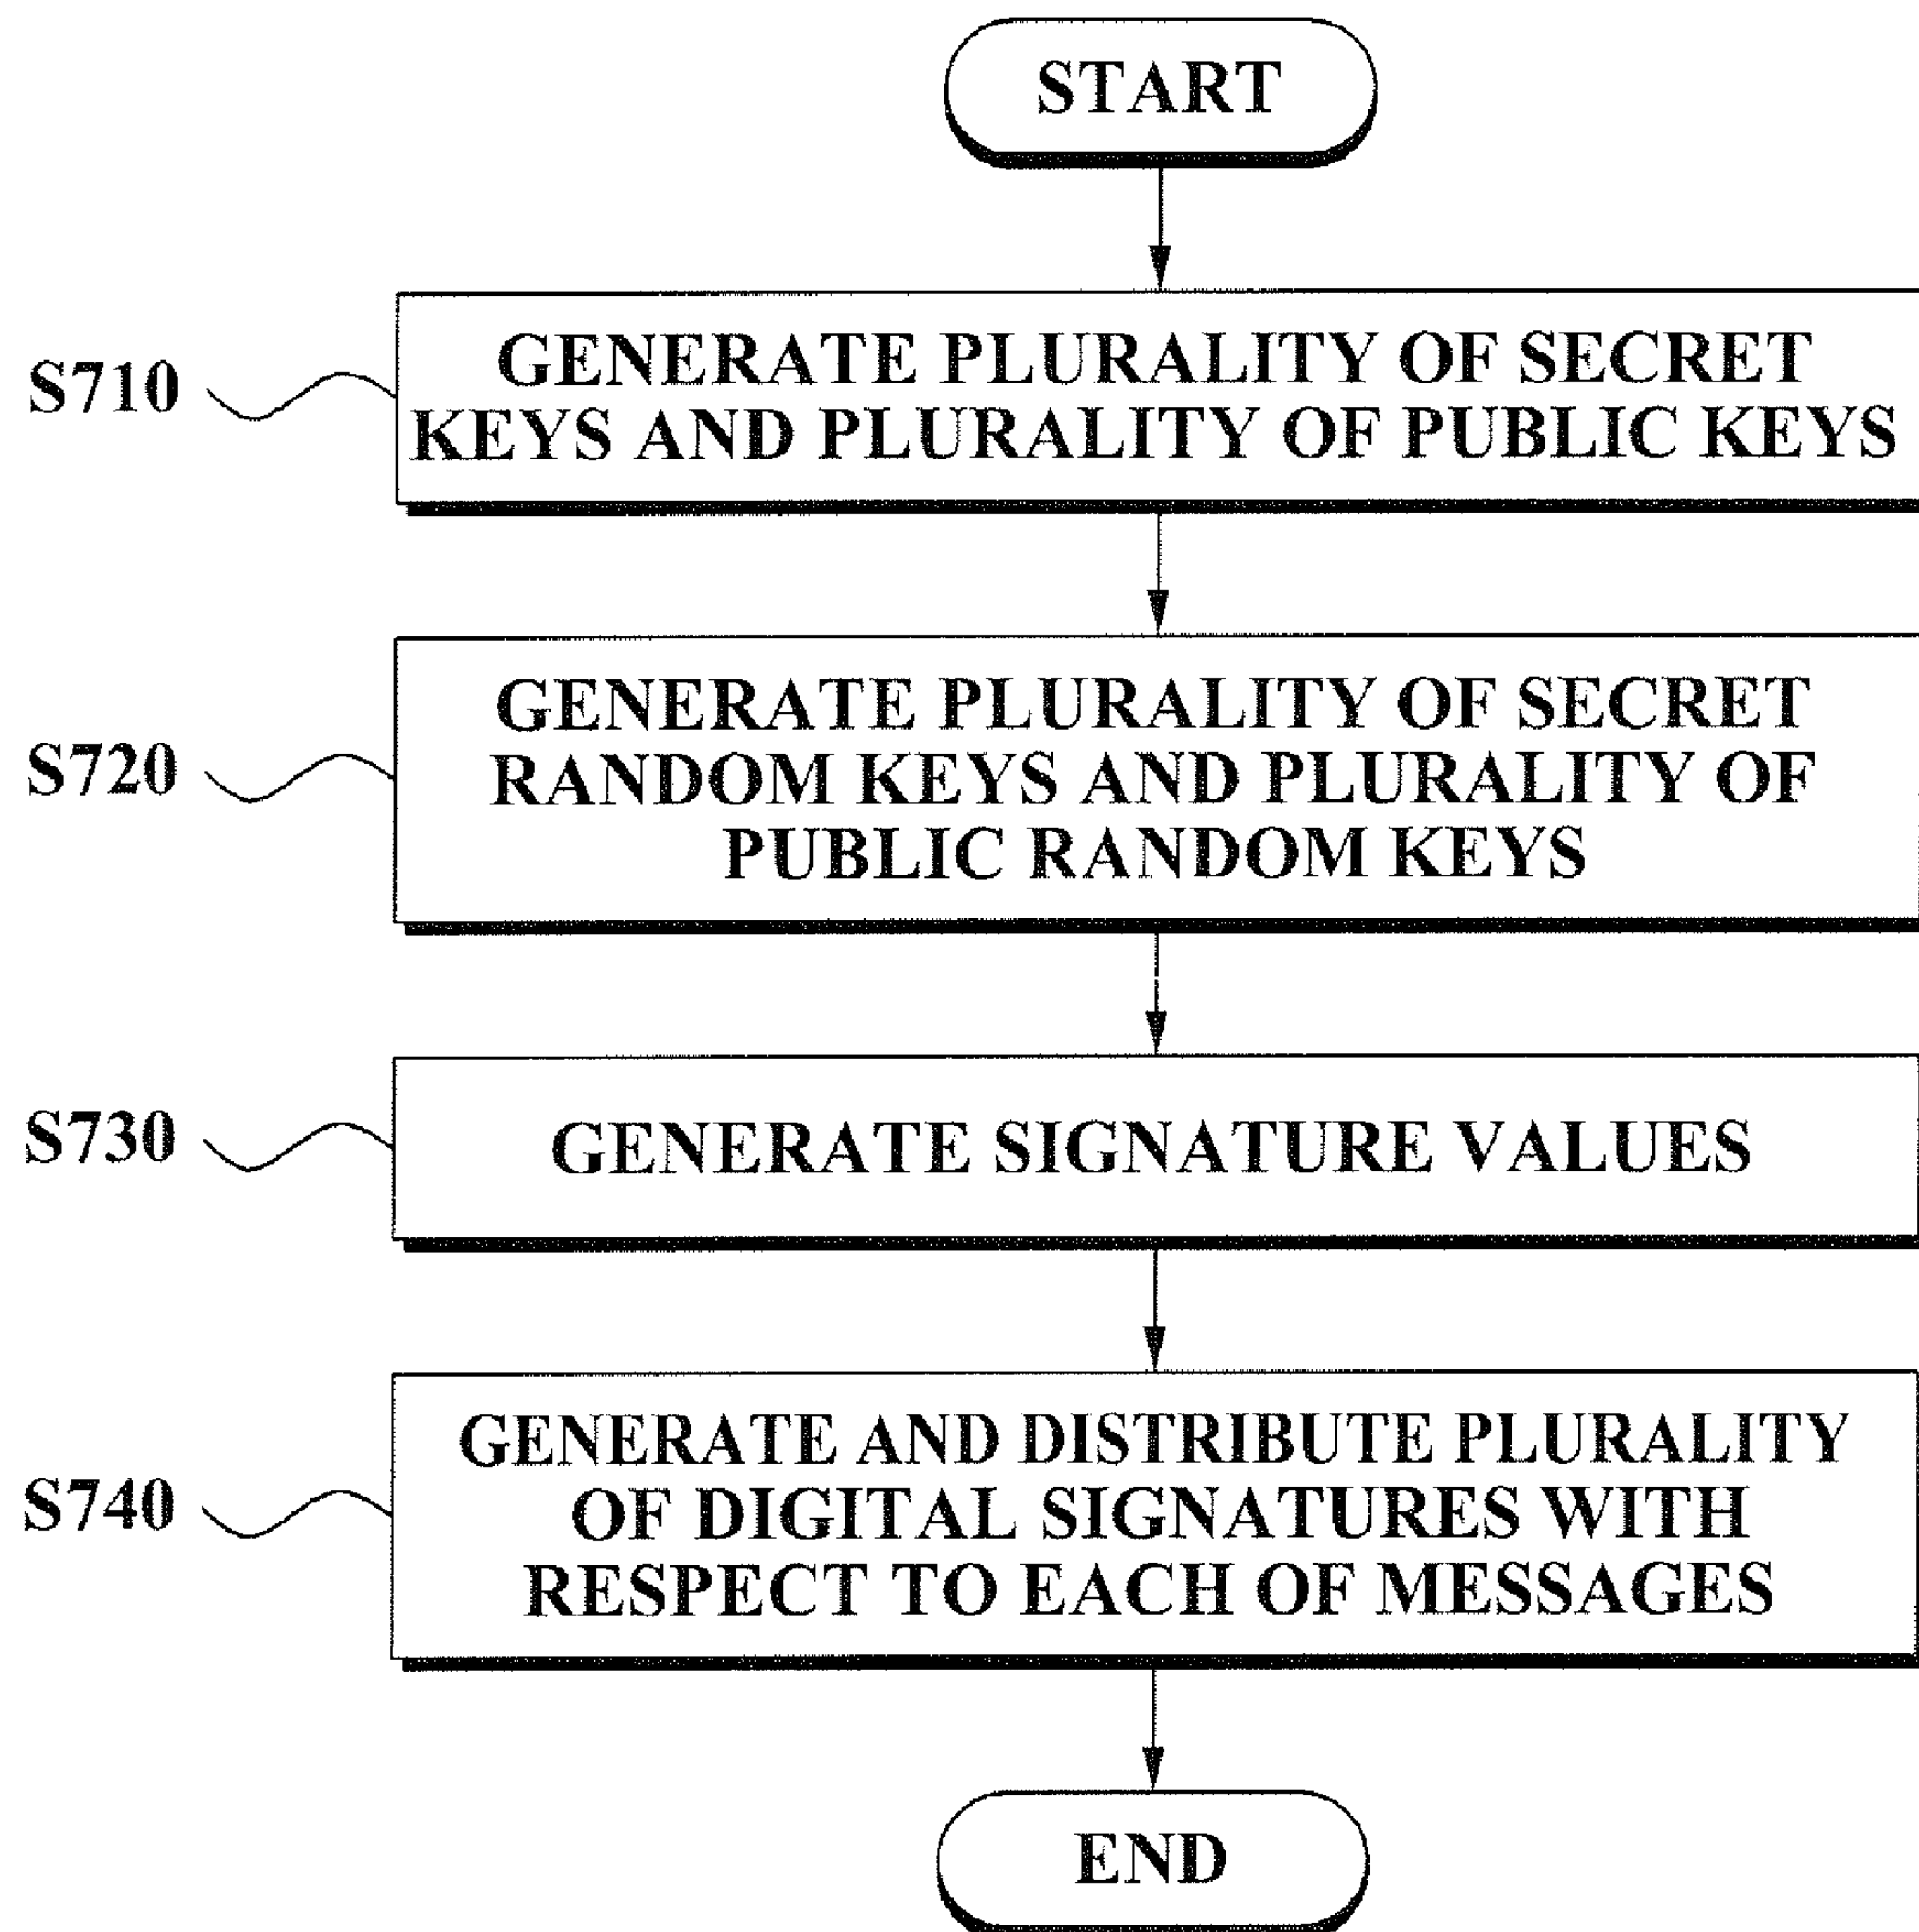 START
S710
GENERATE PLURALITY OF SECRET
KEYS AND PLURALITY OF PUBLIC KEYS
S720
GENERATE PLURALITY OF SECRET
RANDOM KEYS AND PLURALITY OF
PUBLIC RANDOM KEYS
S730
GENERATE SIGNATURE VALUES
S740
GENERATE AND DISTRIBUTE PLURALITY
OF DIGITAL SIGNATURES WITH
RESPECT TO EACH OF MESSAGES
END